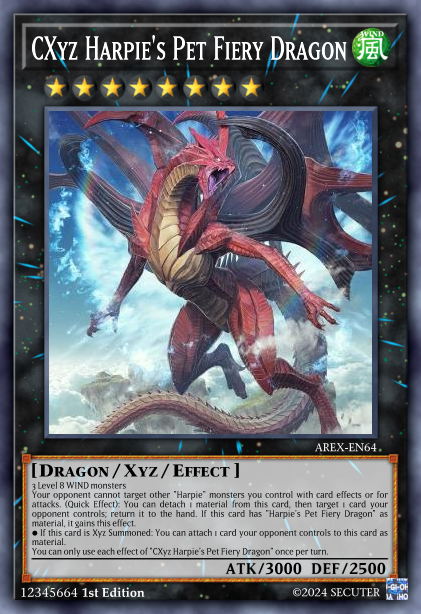 CXyz Harpie's Pet Fiery Dragon
WIND
風
AREX-EN64
[Dragon / Xyz / Effect]
3 Level 8 WIND monsters
Your opponent cannot target other "Harpie" monsters you control with card effects or for
attacks. (Quick Effect): You can detach 1 material from this card, then target 1 card your
opponent controls; return it to the hand. If this card has "Harpie's Pet Fiery Dragon" as
material, it gains this effect.
● If this card is Xyz Summoned: You can attach 1 card your opponent controls to this card as
material.
You can only use each effect of "CXyz Harpie's Pet Fiery Dragon" once per turn.
ATK/3000 DEF/2500
12345664 1st Edition ©2024 SECUTER